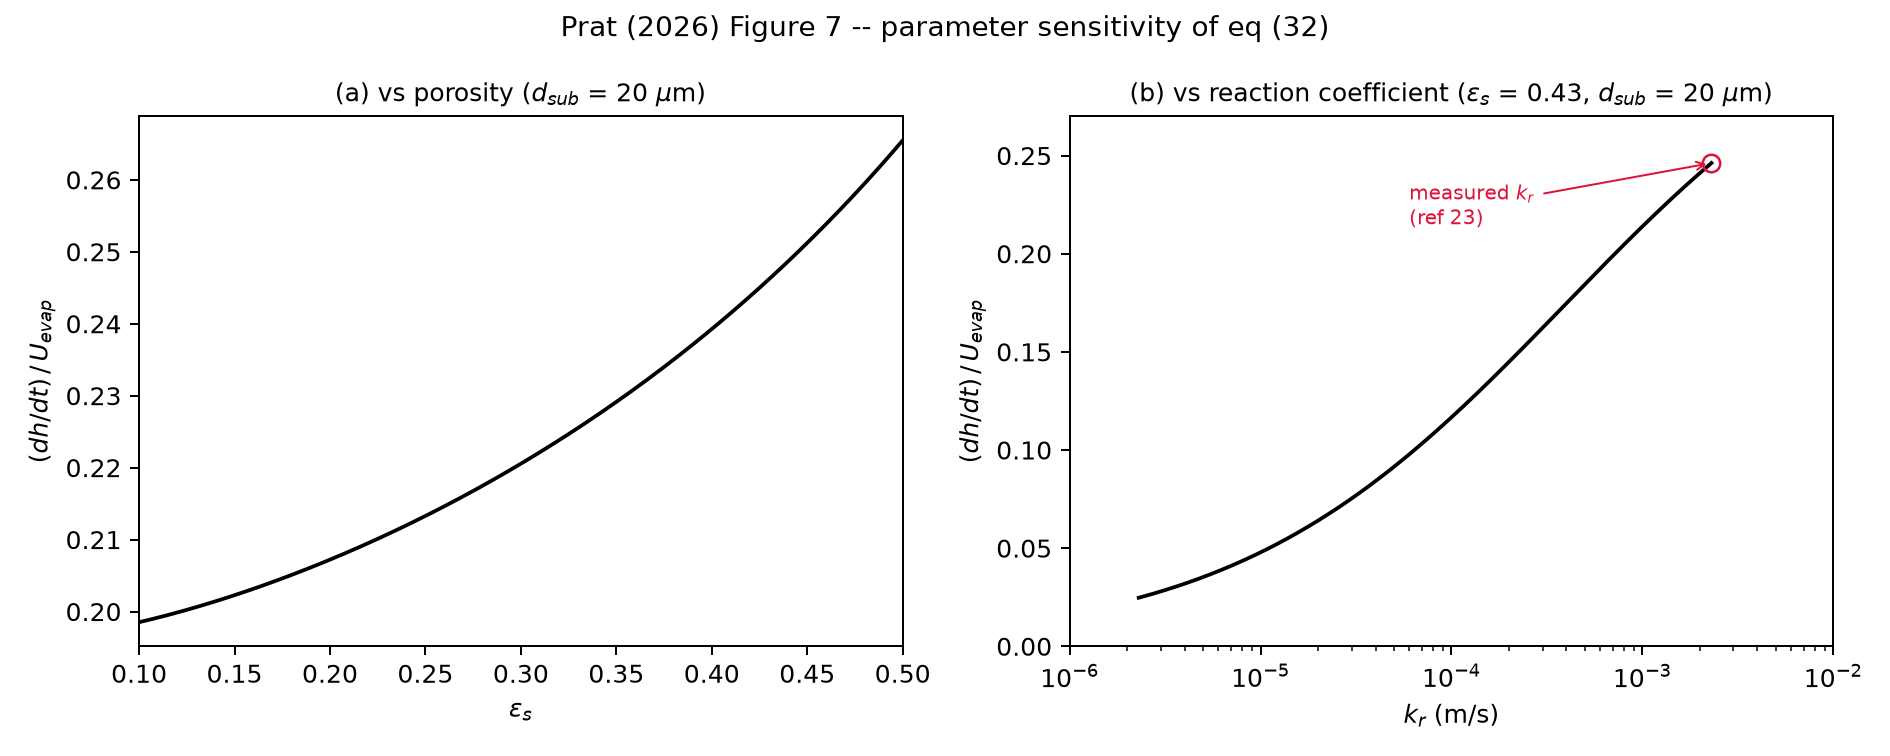 Prat (2026) Figure 7 -- parameter sensitivity of eq (32)
(a) vs porosity (d_sub = 20 μm)
(dh/dt) / U_evap
0.26
0.25
0.24
0.23
0.22
0.21
0.20
0.10 0.15 0.20 0.25 0.30 0.35 0.40 0.45 0.50
ε_s
(b) vs reaction coefficient (ε_s = 0.43, d_sub = 20 μm)
(dh/dt) / U_evap
0.25
0.20
0.15
0.10
0.05
0.00
measured k_r
(ref 23)
10⁻⁶ 10⁻⁵ 10⁻⁴ 10⁻³ 10⁻²
k_r (m/s)